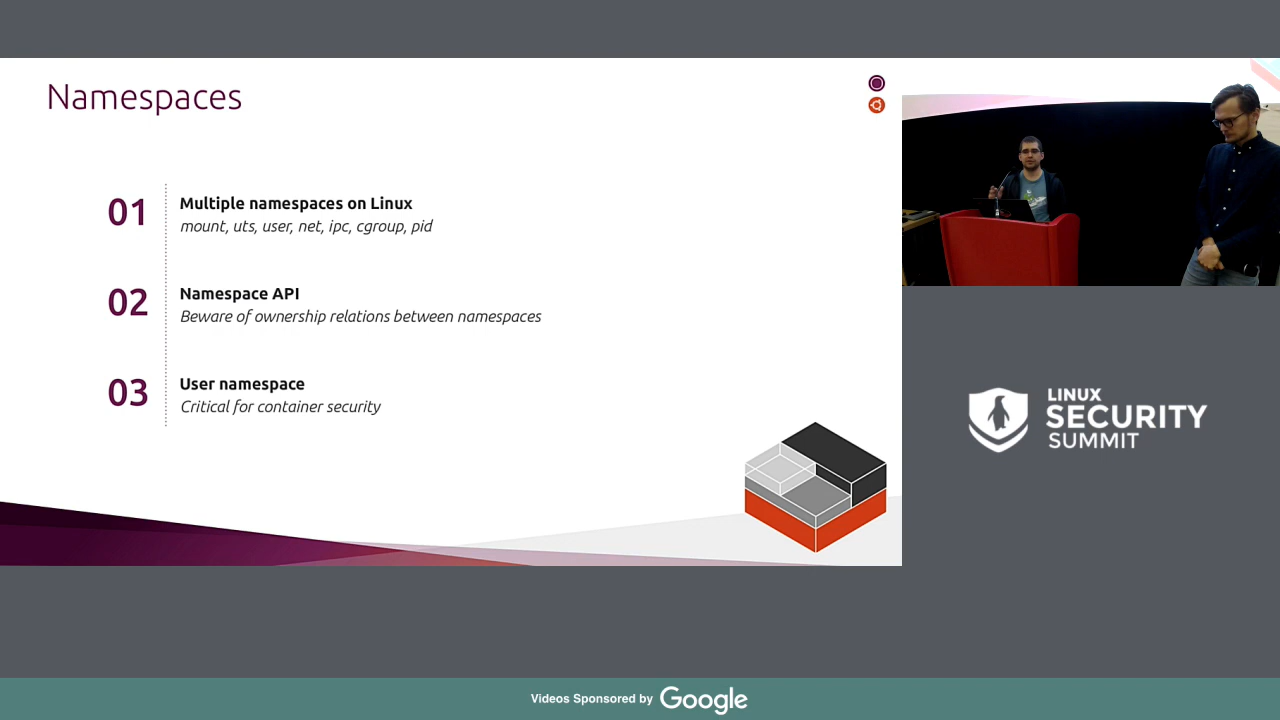 Namespaces
01
Multiple namespaces on Linux
mount, uts, user, net, ipc, cgroup, pid
02
Namespace API
Beware of ownership relations between namespaces
03
User namespace
Critical for container security
LINUX
SECURITY
SUMMIT
Videos Sponsored by Google